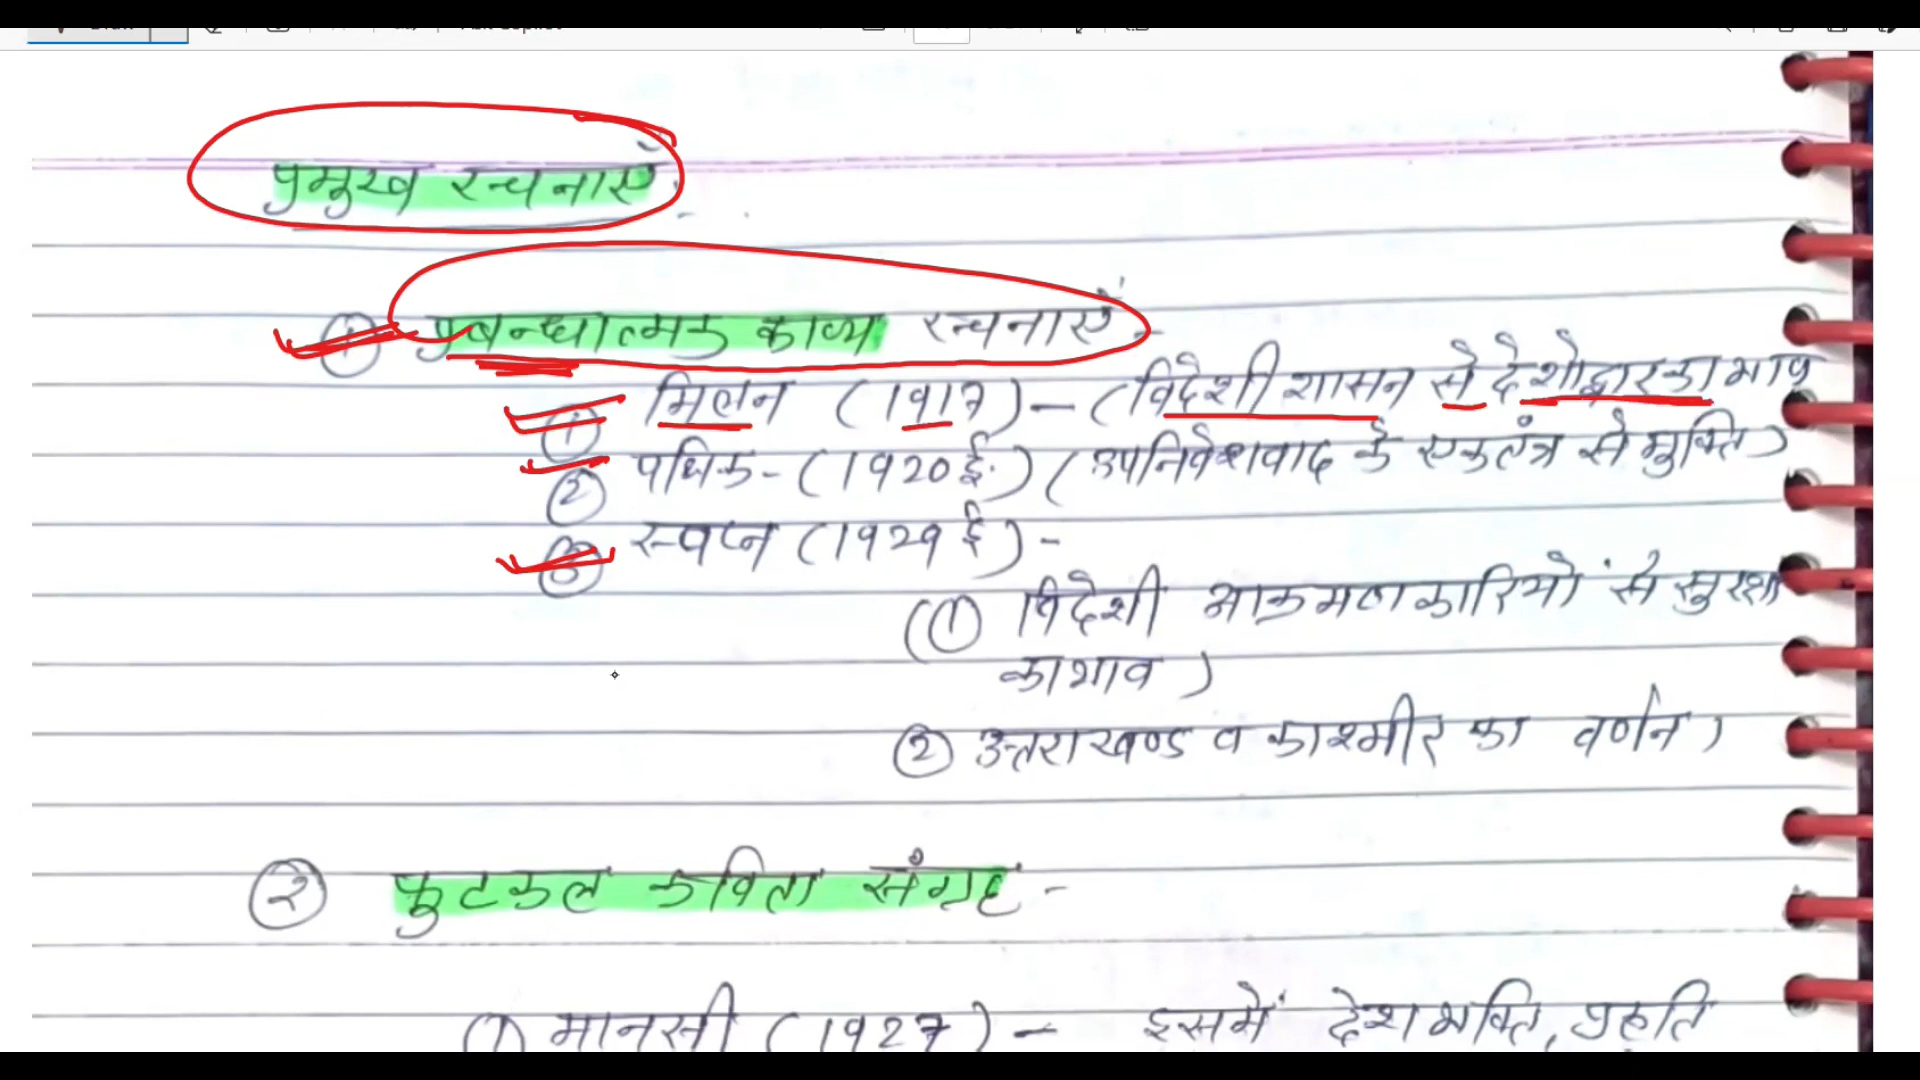 प्रमुख रचनाएँ
① प्रबन्धात्मक काव्य रचनाएँ -
① मिलन (1917) – (विदेशी शासन से देशोद्धार का भाव
② पथिक - (1920 ई.) (उपनिवेशवाद के एकतंत्र से मुक्ति)
③ स्वप्न (1929 ई) -
(① विदेशी आक्रमणकारियों से सुरक्षा
का भाव)
② उत्तराखण्ड व काश्मीर का वर्णन)
② फुटकल कविता संग्रह -
① मानसी (1927) – इसमें देशभक्ति, प्रकृति